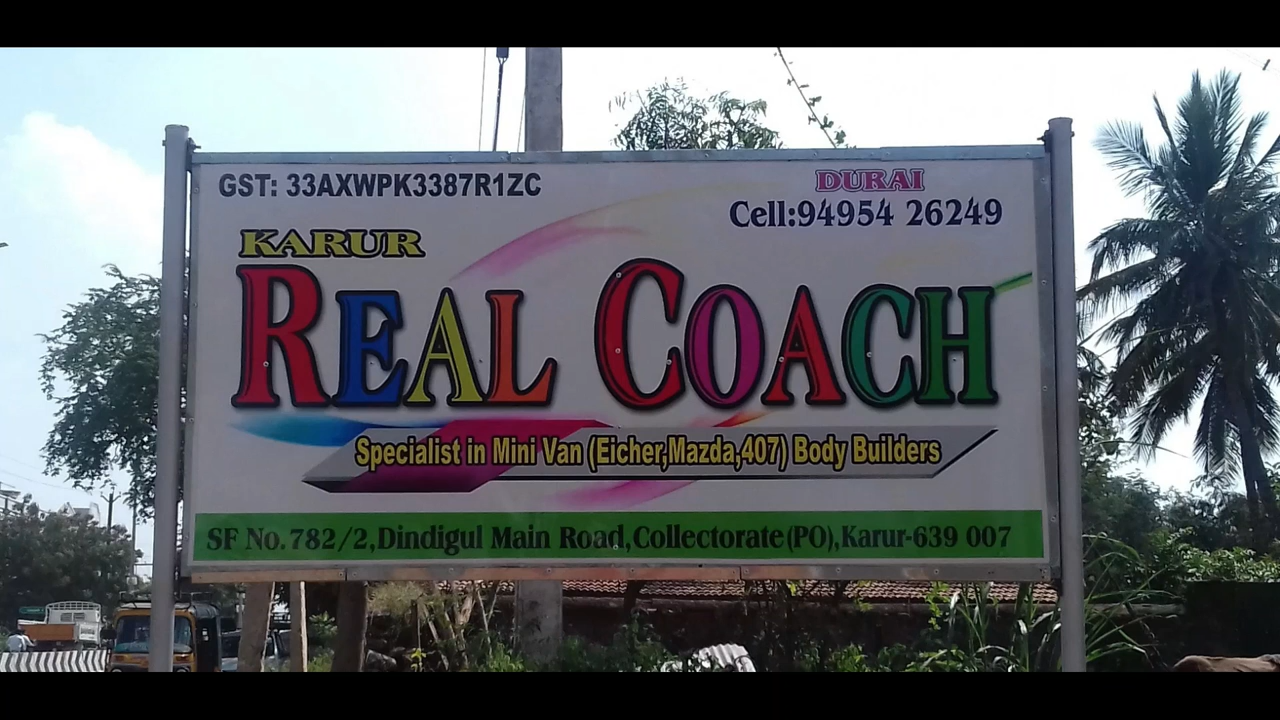 GST: 33AXWPK3387R1ZC
DURAI
Cell:94954 26249
KARUR
REAL COACH
Specialist in Mini Van (Eicher,Mazda,407) Body Builders
SF No.782/2,Dindigul Main Road,Collectorate(PO),Karur-639 007